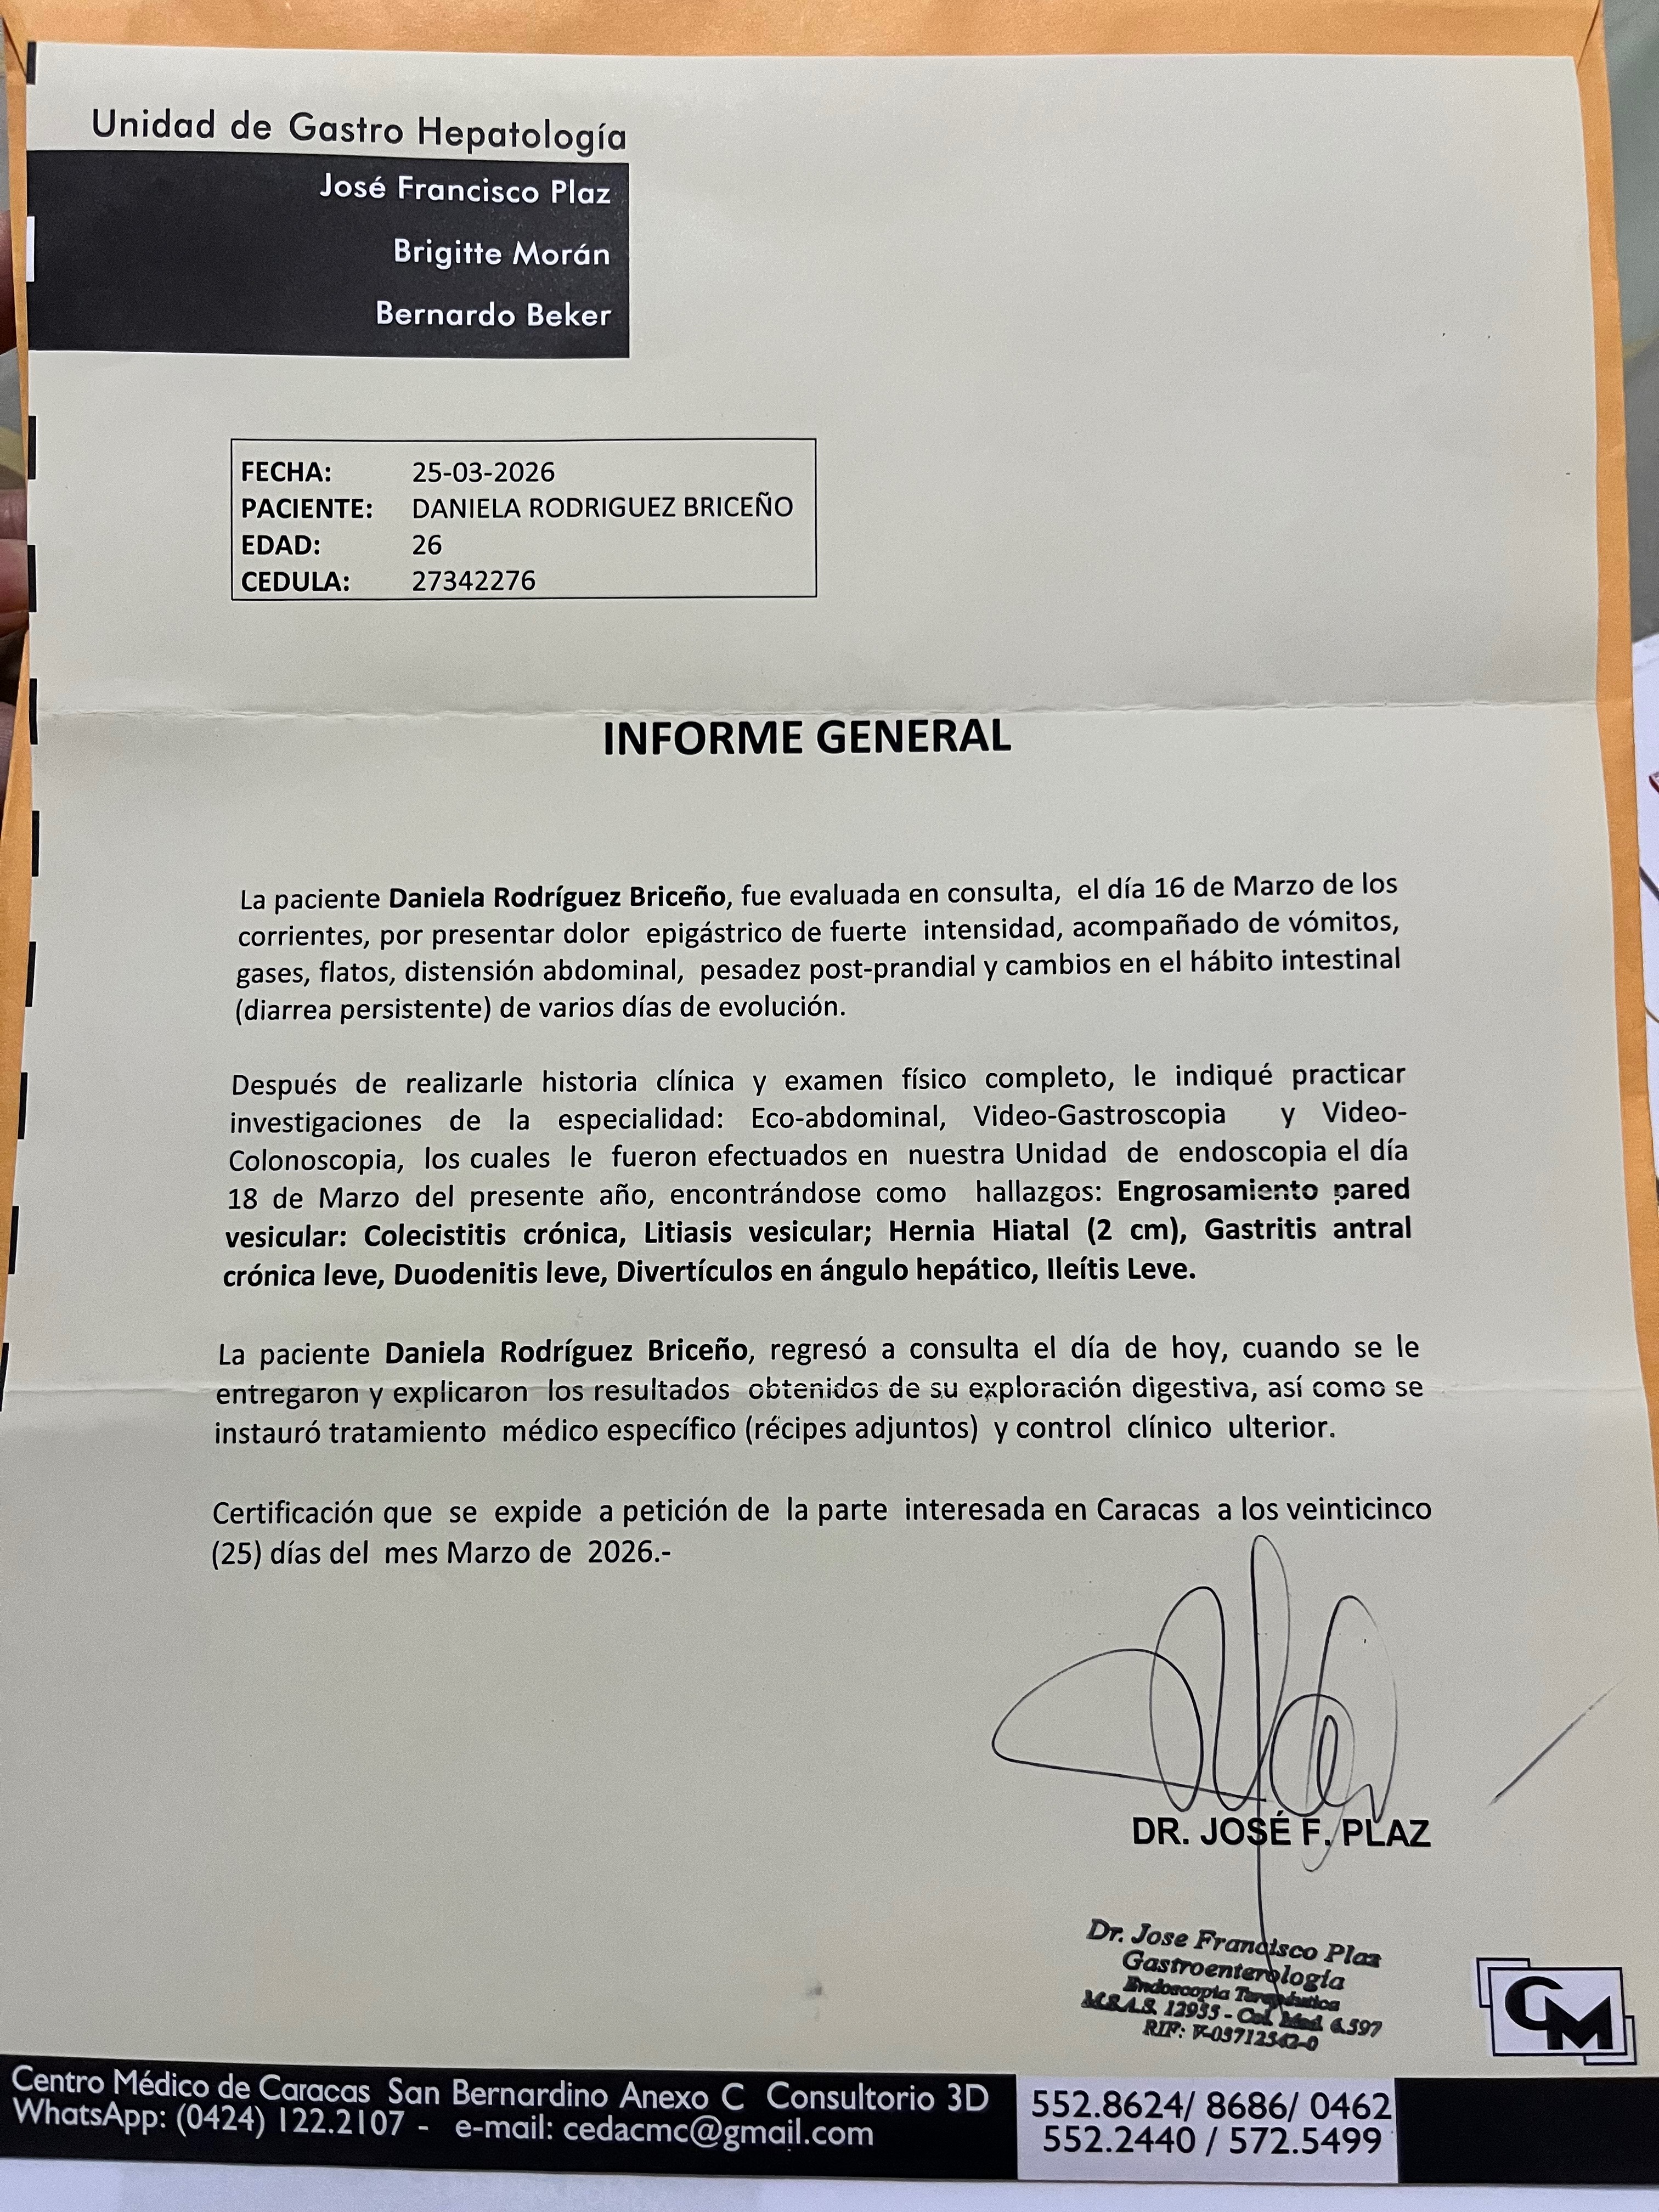 Unidad de Gastro Hepatología
José Francisco Plaz
Brigitte Morán
Bernardo Beker
FECHA: 25-03-2026
PACIENTE: DANIELA RODRIGUEZ BRICEÑO
EDAD: 26
CEDULA: 27342276
INFORME GENERAL
La paciente Daniela Rodríguez Briceño, fue evaluada en consulta, el día 16 de Marzo de los
corrientes, por presentar dolor epigástrico de fuerte intensidad, acompañado de vómitos,
gases, flatos, distensión abdominal, pesadez post-prandial y cambios en el hábito intestinal
(diarrea persistente) de varios días de evolución.
Después de realizarle historia clínica y examen físico completo, le indiqué practicar
investigaciones de la especialidad: Eco-abdominal, Video-Gastroscopia y Video-
Colonoscopia, los cuales le fueron efectuados en nuestra Unidad de endoscopia el día
18 de Marzo del presente año, encontrándose como hallazgos: Engrosamiento pared
vesicular: Colecistitis crónica, Litiasis vesicular; Hernia Hiatal (2 cm), Gastritis antral
crónica leve, Duodenitis leve, Divertículos en ángulo hepático, Ileítis Leve.
La paciente Daniela Rodríguez Briceño, regresó a consulta el día de hoy, cuando se le
entregaron y explicaron los resultados obtenidos de su exploración digestiva, así como se
instauró tratamiento médico específico (récipes adjuntos) y control clínico ulterior.
Certificación que se expide a petición de la parte interesada en Caracas a los veinticinco
(25) días del mes Marzo de 2026.-
DR. JOSÉ F. PLAZ
Dr. Jose Francisco Plaz
Gastroenterología
Endoscopia Terapéutica
M.S.A.S. 12955 - Col. Med. 6.597
RIF: V-03712542-0
CM
Centro Médico de Caracas San Bernardino Anexo C Consultorio 3D
WhatsApp: (0424) 122.2107 - e-mail: cedacmc@gmail.com
552.8624/ 8686/ 0462
552.2440 / 572.5499